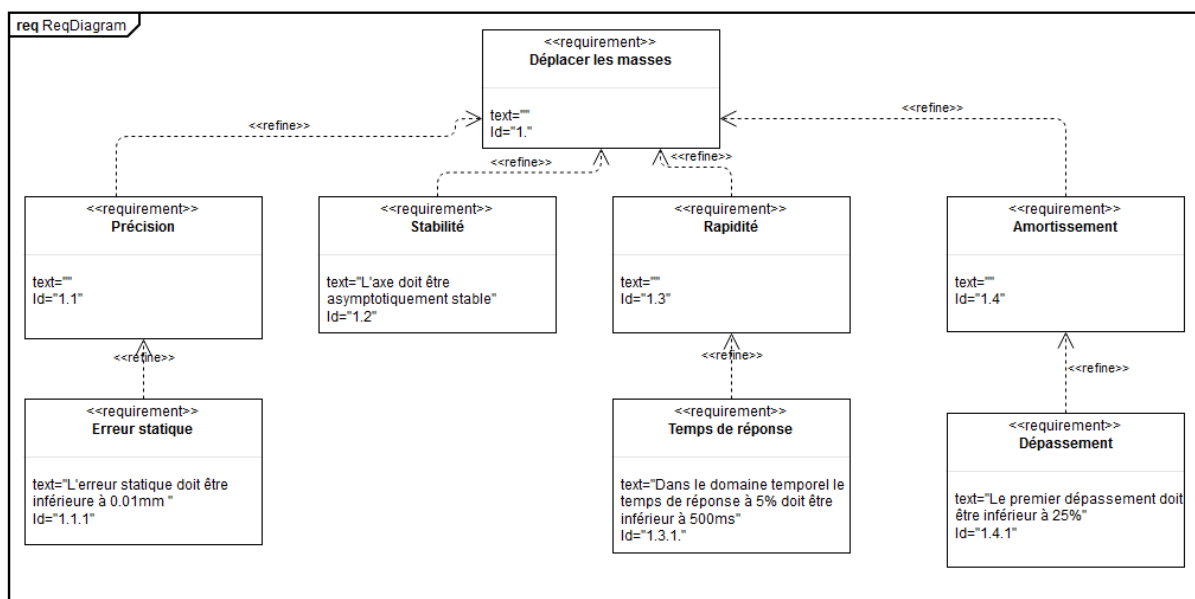 req ReqDiagram
<<requirement>>
Déplacer les masses
text=""
Id="1."
<<refine>>
<<refine>>
<<refine>>
<<refine>>
<<requirement>>
Précision
text=""
Id="1.1"
<<requirement>>
Stabilité
text="L'axe doit être
asymptotiquement stable"
Id="1.2"
<<requirement>>
Rapidité
text=""
Id="1.3"
<<requirement>>
Amortissement
text=""
Id="1.4"
<<refine>>
<<refine>>
<<refine>>
<<requirement>>
Erreur statique
text="L'erreur statique doit être
inférieure à 0.01mm "
Id="1.1.1"
<<requirement>>
Temps de réponse
text="Dans le domaine temporel le
temps de réponse à 5% doit être
inférieur à 500ms"
Id="1.3.1."
<<requirement>>
Dépassement
text="Le premier dépassement doit
être inférieur à 25%"
Id="1.4.1"